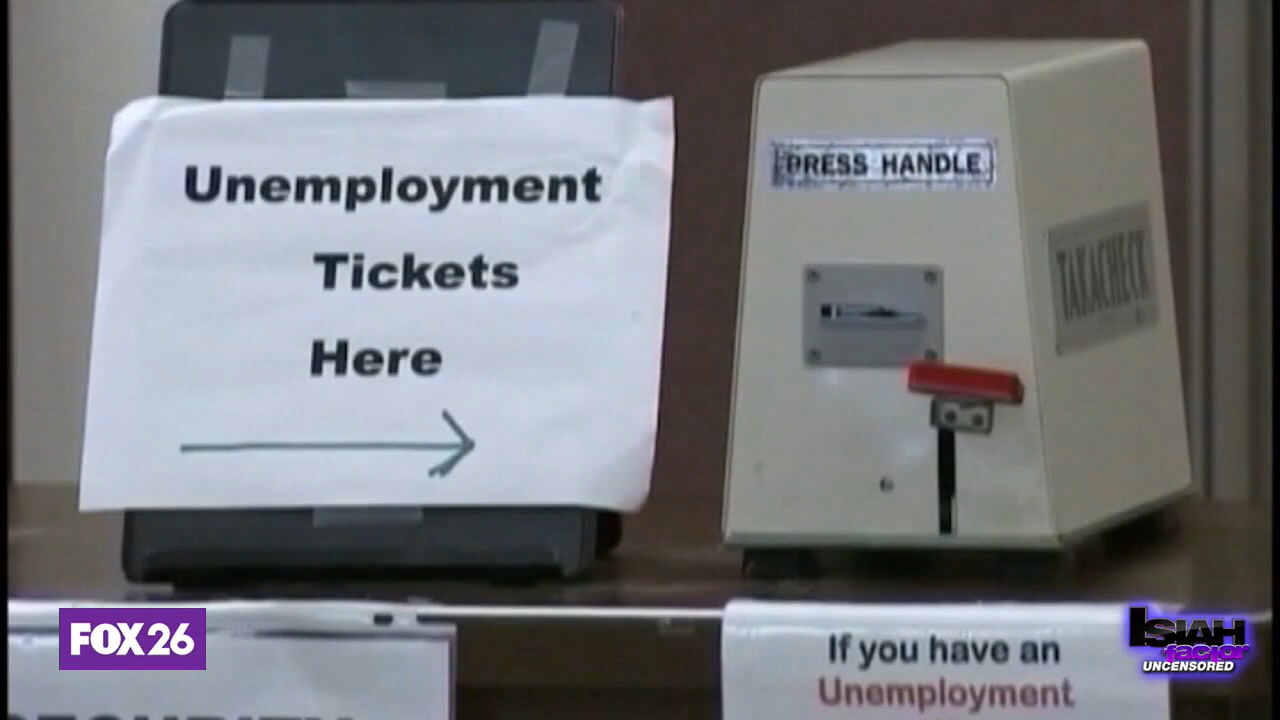 Unemployment
Tickets
Here
PRESS HANDLE
TAKACHECK
FOX 26
If you have an
Unemployment
ISIAH
factor
UNCENSORED